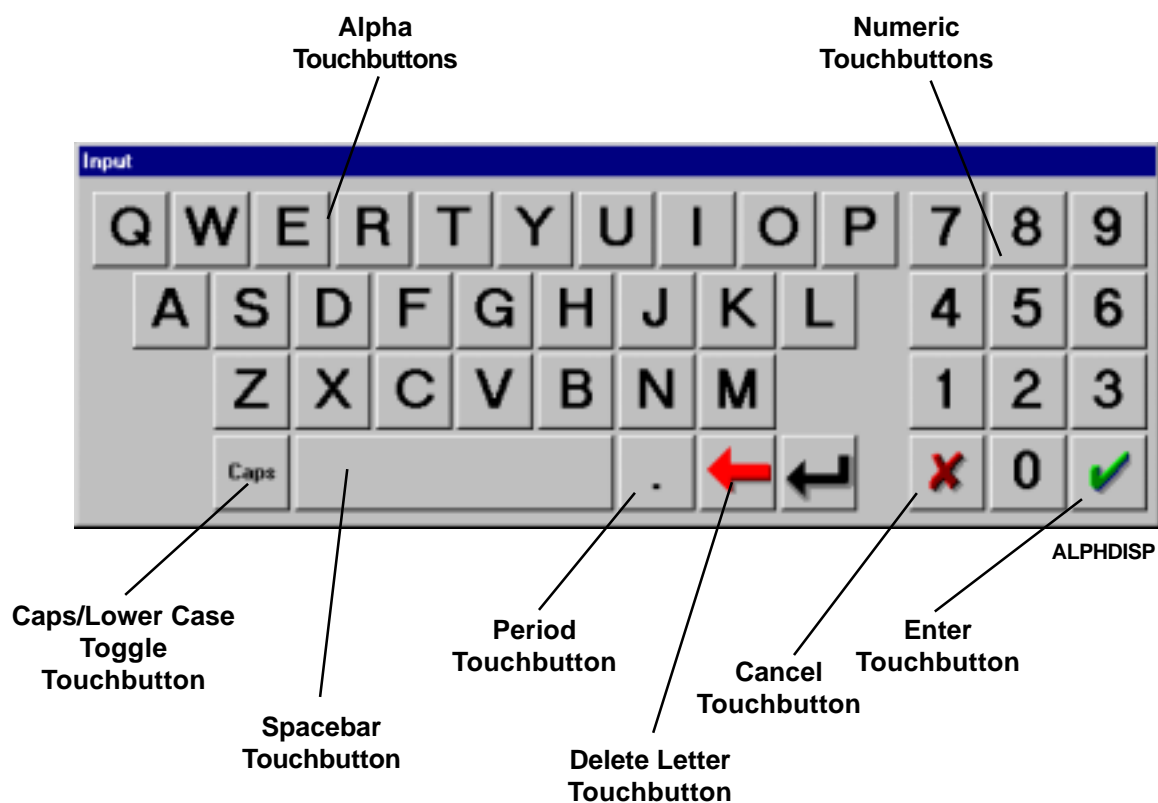 Alpha
Touchbuttons
Numeric
Touchbuttons
Input
Q W E R T Y U I O P 7 8 9
A S D F G H J K L 4 5 6
Z X C V B N M 1 2 3
Caps . 0
ALPHDISP
Caps/Lower Case
Toggle
Touchbutton
Spacebar
Touchbutton
Period
Touchbutton
Delete Letter
Touchbutton
Cancel
Touchbutton
Enter
Touchbutton